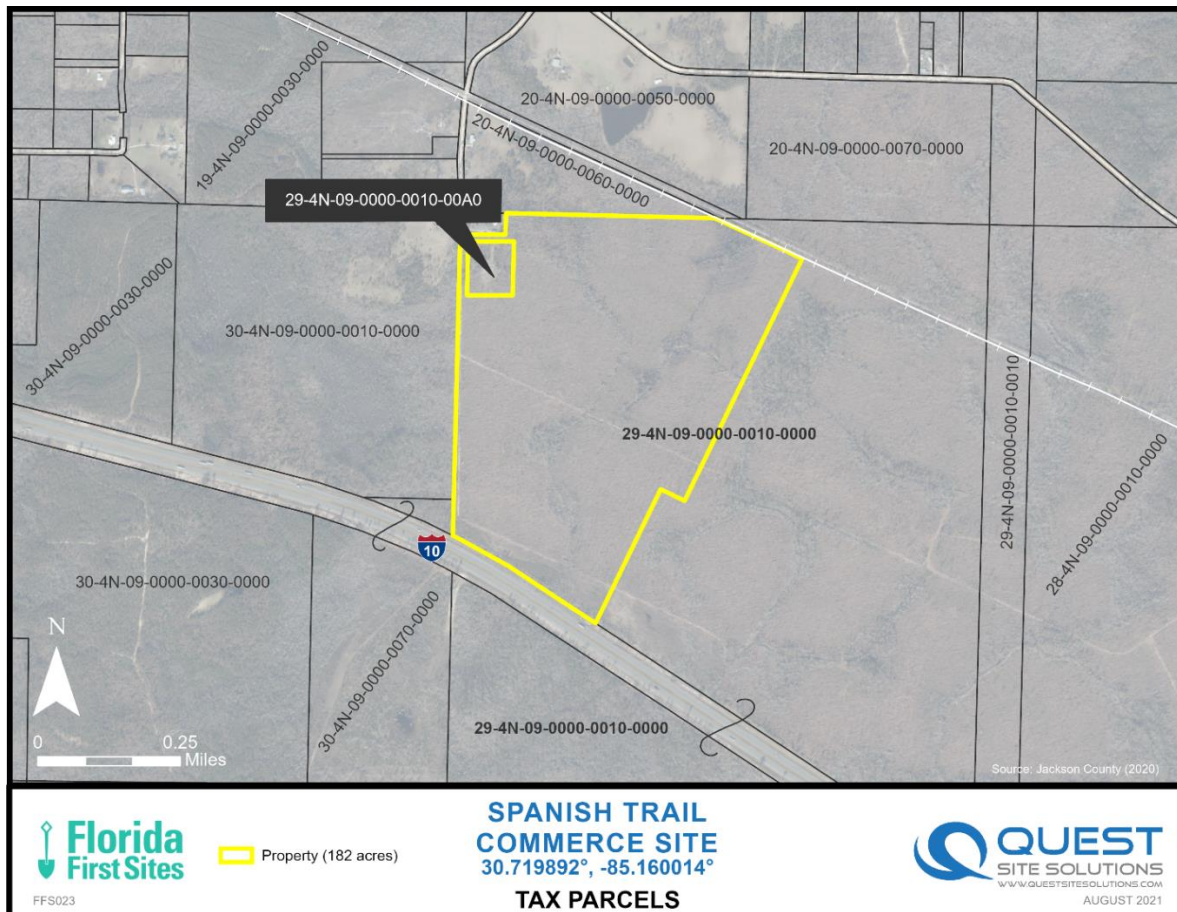 20-4N-09-0000-0050-0000
19-4N-09-0000-0030-0000
20-4N-09-0000-0060-0000
20-4N-09-0000-0070-0000
29-4N-09-0000-0010-00A0
30-4N-09-0000-0030-0000
30-4N-09-0000-0010-0000
29-4N-09-0000-0010-0000
29-4N-09-0000-0010-0010
28-4N-09-0000-0010-0000
10
30-4N-09-0000-0030-0000
30-4N-09-0000-0070-0000
29-4N-09-0000-0010-0000
N
0 0.25
Miles
Source: Jackson County (2020)
Florida
First Sites
FFS023
Property (182 acres)
SPANISH TRAIL
COMMERCE SITE
30.719892°, -85.160014°
TAX PARCELS
QUEST
SITE SOLUTIONS
WWW.QUESTSITESOLUTIONS.COM
AUGUST 2021